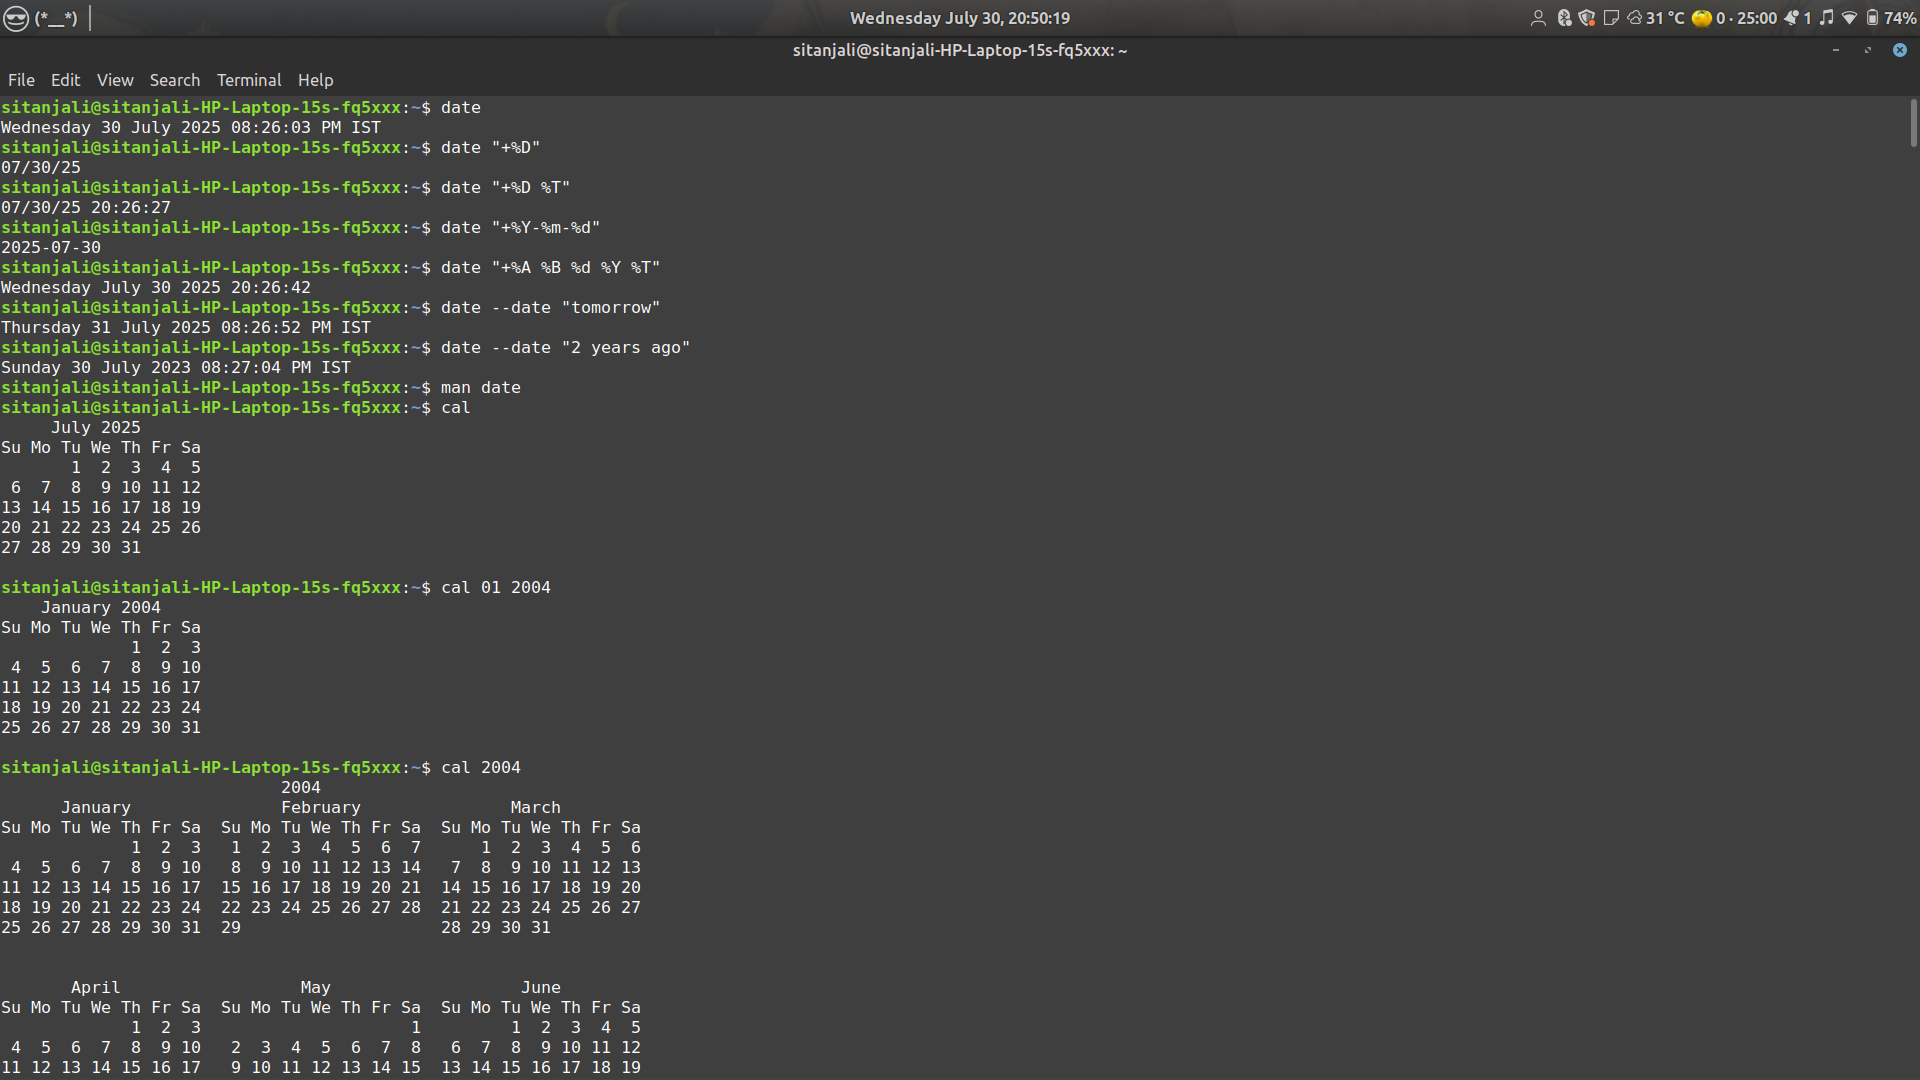 (*__*)
Wednesday July 30, 20:50:19
31 °C 0 · 25:00 1 74%
sitanjali@sitanjali-HP-Laptop-15s-fq5xxx: ~
File Edit View Search Terminal Help
sitanjali@sitanjali-HP-Laptop-15s-fq5xxx:~$ date
Wednesday 30 July 2025 08:26:03 PM IST
sitanjali@sitanjali-HP-Laptop-15s-fq5xxx:~$ date "+%D"
07/30/25
sitanjali@sitanjali-HP-Laptop-15s-fq5xxx:~$ date "+%D %T"
07/30/25 20:26:27
sitanjali@sitanjali-HP-Laptop-15s-fq5xxx:~$ date "+%Y-%m-%d"
2025-07-30
sitanjali@sitanjali-HP-Laptop-15s-fq5xxx:~$ date "+%A %B %d %Y %T"
Wednesday July 30 2025 20:26:42
sitanjali@sitanjali-HP-Laptop-15s-fq5xxx:~$ date --date "tomorrow"
Thursday 31 July 2025 08:26:52 PM IST
sitanjali@sitanjali-HP-Laptop-15s-fq5xxx:~$ date --date "2 years ago"
Sunday 30 July 2023 08:27:04 PM IST
sitanjali@sitanjali-HP-Laptop-15s-fq5xxx:~$ man date
sitanjali@sitanjali-HP-Laptop-15s-fq5xxx:~$ cal
     July 2025
Su Mo Tu We Th Fr Sa
       1  2  3  4  5
 6  7  8  9 10 11 12
13 14 15 16 17 18 19
20 21 22 23 24 25 26
27 28 29 30 31
sitanjali@sitanjali-HP-Laptop-15s-fq5xxx:~$ cal 01 2004
    January 2004
Su Mo Tu We Th Fr Sa
             1  2  3
 4  5  6  7  8  9 10
11 12 13 14 15 16 17
18 19 20 21 22 23 24
25 26 27 28 29 30 31
sitanjali@sitanjali-HP-Laptop-15s-fq5xxx:~$ cal 2004
                            2004
      January               February               March
Su Mo Tu We Th Fr Sa  Su Mo Tu We Th Fr Sa  Su Mo Tu We Th Fr Sa
             1  2  3   1  2  3  4  5  6  7      1  2  3  4  5  6
 4  5  6  7  8  9 10   8  9 10 11 12 13 14   7  8  9 10 11 12 13
11 12 13 14 15 16 17  15 16 17 18 19 20 21  14 15 16 17 18 19 20
18 19 20 21 22 23 24  22 23 24 25 26 27 28  21 22 23 24 25 26 27
25 26 27 28 29 30 31  29                    28 29 30 31
       April                  May                   June
Su Mo Tu We Th Fr Sa  Su Mo Tu We Th Fr Sa  Su Mo Tu We Th Fr Sa
             1  2  3                     1         1  2  3  4  5
 4  5  6  7  8  9 10   2  3  4  5  6  7  8   6  7  8  9 10 11 12
11 12 13 14 15 16 17   9 10 11 12 13 14 15  13 14 15 16 17 18 19